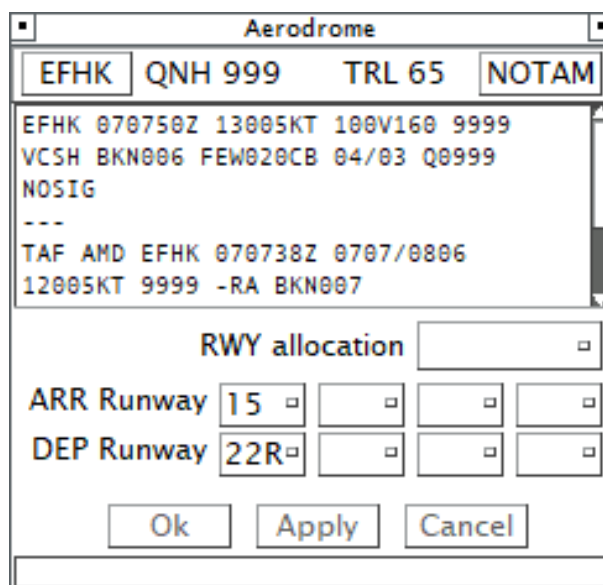 Aerodrome
EFHK QNH 999 TRL 65 NOTAM
EFHK 070750Z 13005KT 100V160 9999
VCSH BKN006 FEW020CB 04/03 Q0999
NOSIG
---
TAF AMD EFHK 070738Z 0707/0806
12005KT 9999 -RA BKN007
RWY allocation
ARR Runway 15
DEP Runway 22R
Ok Apply Cancel